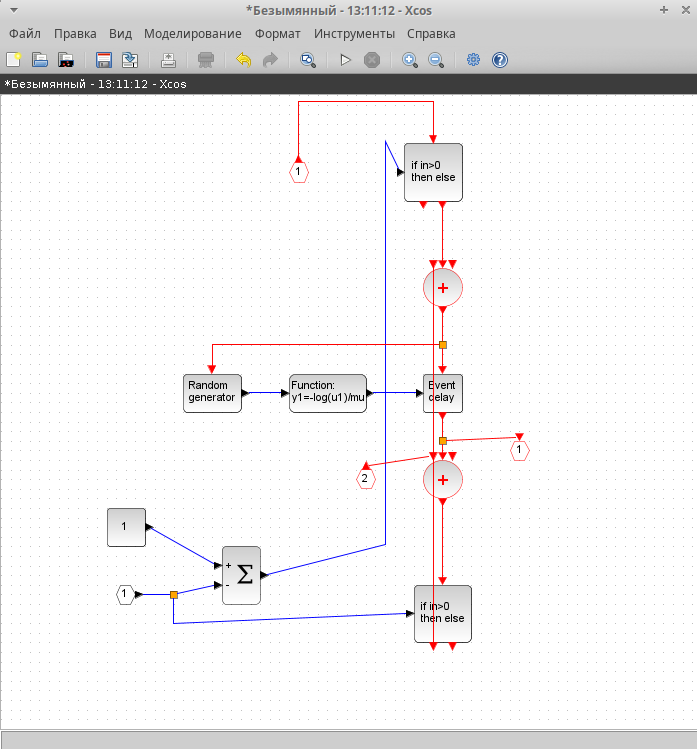 *Безымянный - 13:11:12 - Xcos
Файл Правка Вид Моделирование Формат Инструменты Справка
*Безымянный - 13:11:12 - Xcos
1
if in>0
then else
+
Random
generator
Function:
y1=-log(u1)/mu
Event
delay
1
2
+
1
+
-
Σ
1
if in>0
then else